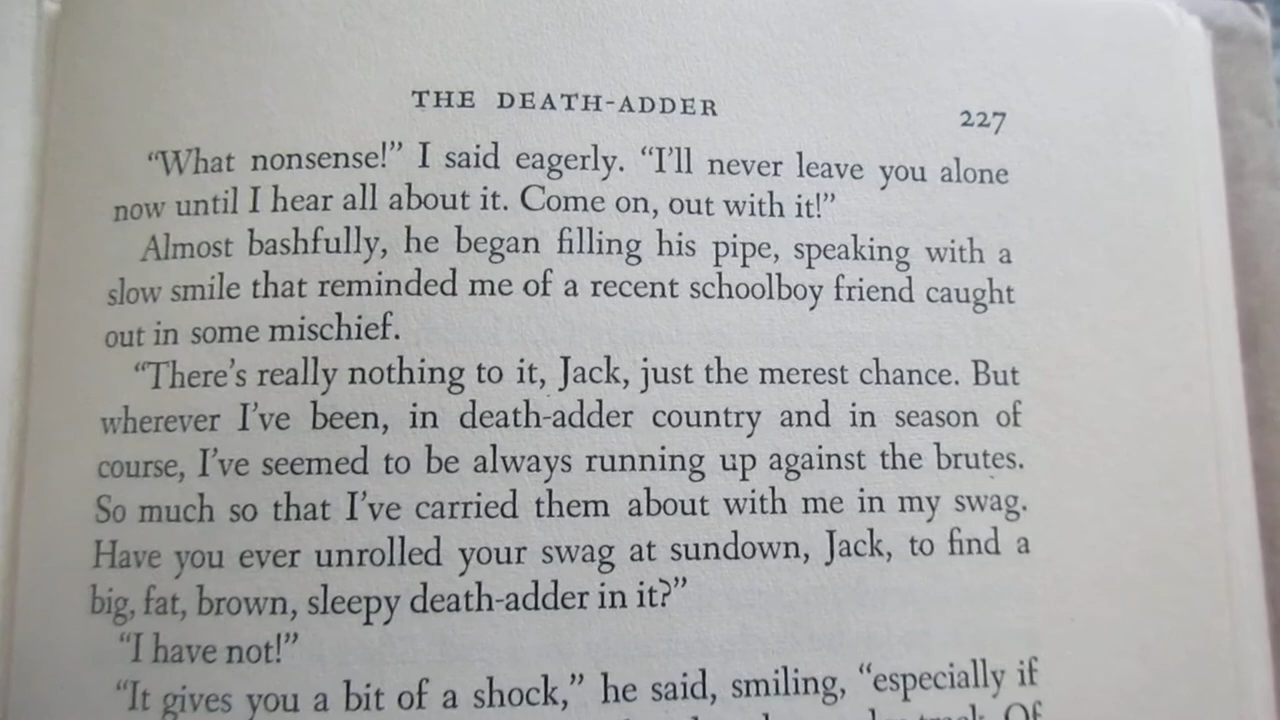 THE DEATH-ADDER
227
“What nonsense!” I said eagerly. “I’ll never leave you alone
now until I hear all about it. Come on, out with it!”
Almost bashfully, he began filling his pipe, speaking with a
slow smile that reminded me of a recent schoolboy friend caught
out in some mischief.
“There’s really nothing to it, Jack, just the merest chance. But
wherever I’ve been, in death-adder country and in season of
course, I’ve seemed to be always running up against the brutes.
So much so that I’ve carried them about with me in my swag.
Have you ever unrolled your swag at sundown, Jack, to find a
big, fat, brown, sleepy death-adder in it?”
“I have not!”
“It gives you a bit of a shock,” he said, smiling, “especially if
Of